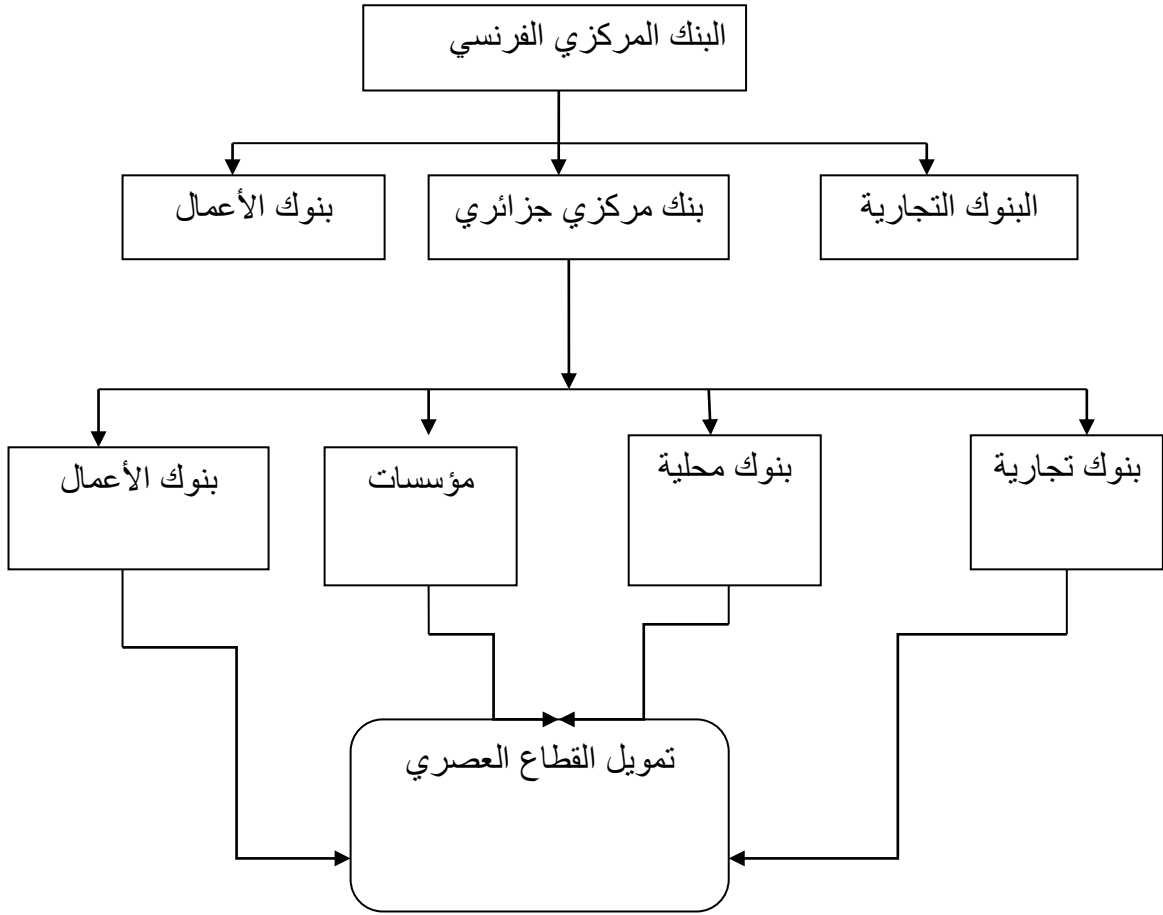 البنك المركزي الفرنسي
البنوك التجارية
بنك مركزي جزائري
بنوك الأعمال
بنوك تجارية
بنوك محلية
مؤسسات
بنوك الأعمال
تمويل القطاع العصري